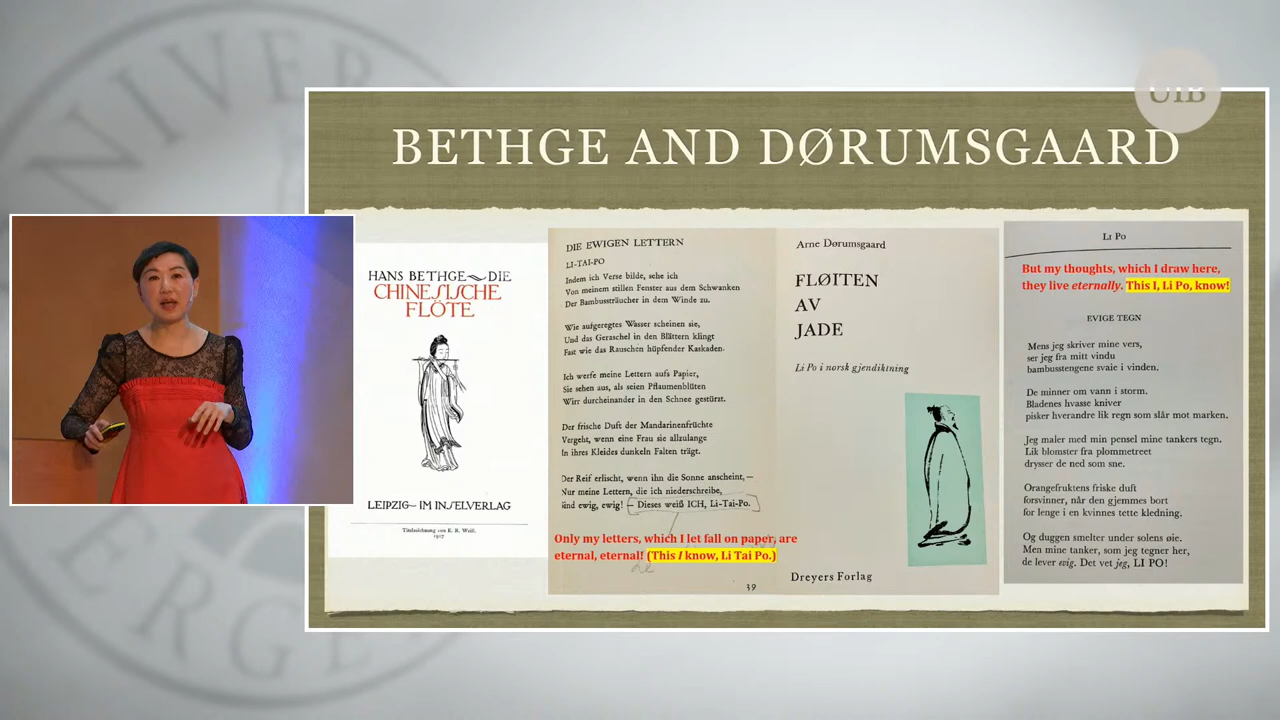 UNIVER
BERGE
UiB
BETHGE AND DØRUMSGAARD
HANS BETHGE DIE
CHINESISCHE
FLÖTE
LEIPZIG IM INSELVERLAG
Titelzeichnung von E. R. Weiß.
1907
DIE EWIGEN LETTERN
LI-TAI-PO
Indem ich Verse bilde, sehe ich
Von meinem stillen Fenster aus dem Schwanken
Der Bambussträucher in dem Winde zu.
Wie aufgeregtes Wasser scheinen sie,
Und das Geraschel in den Blättern klingt
Fast wie das Rauschen hüpfender Kaskaden.
Ich werfe meine Lettern aufs Papier,
Sie sehen aus, als seien Pflaumenblüten
Wirr durcheinander in den Schnee gestürzt.
Der frische Duft der Mandarinenfrüchte
Vergeht, wenn eine Frau sie allzulange
In ihres Kleides dunkeln Falten trägt.
Der Reif erlischt, wenn ihn die Sonne anscheint, —
Nur meine Lettern, die ich niederschreibe,
Sind ewig, ewig! — Dieses weiß ICH, Li-Tai-Po.
Only my letters, which I let fall on paper, are
eternal, eternal! (This I know, Li Tai Po.)
39
Arne Dørumsgaard
FLØITEN
AV
JADE
Li Po i norsk gjendiktning
Dreyers Forlag
Li Po
But my thoughts, which I draw here,
they live eternally. This I, Li Po, know!
EVIGE TEGN
Mens jeg skriver mine vers,
ser jeg fra mitt vindu
bambusstengene svaie i vinden.
De minner om vann i storm.
Bladenes hvasse kniver
pisker hverandre lik regn som slår mot marken.
Jeg maler med min pensel mine tankers tegn.
Lik blomster fra plommetreet
drysser de ned som sne.
Orangefruktens friske duft
forsvinner, når den gjemmes bort
for lenge i en kvinnes tette kledning.
Og duggen smelter under solens øie.
Men mine tanker, som jeg tegner her,
de lever evig. Det vet jeg, LI PO!